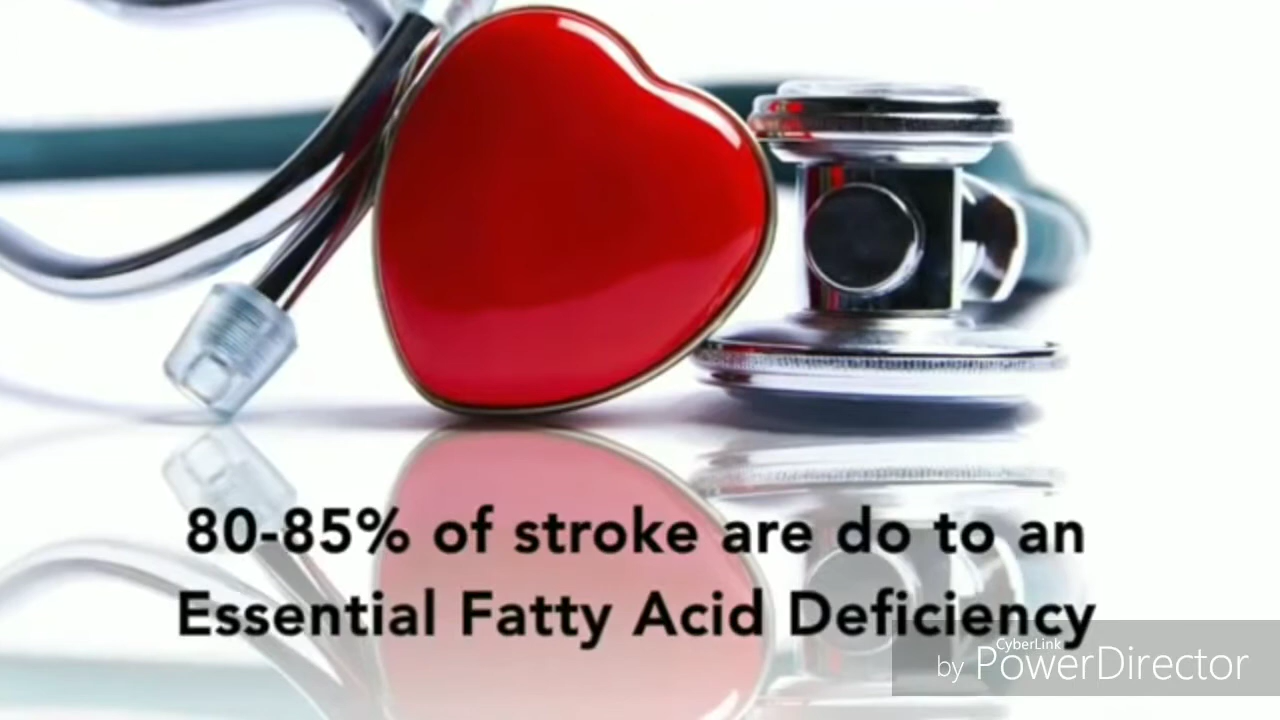 80-85% of stroke are do to an
Essential Fatty Acid Deficiency
CyberLink
by PowerDirector